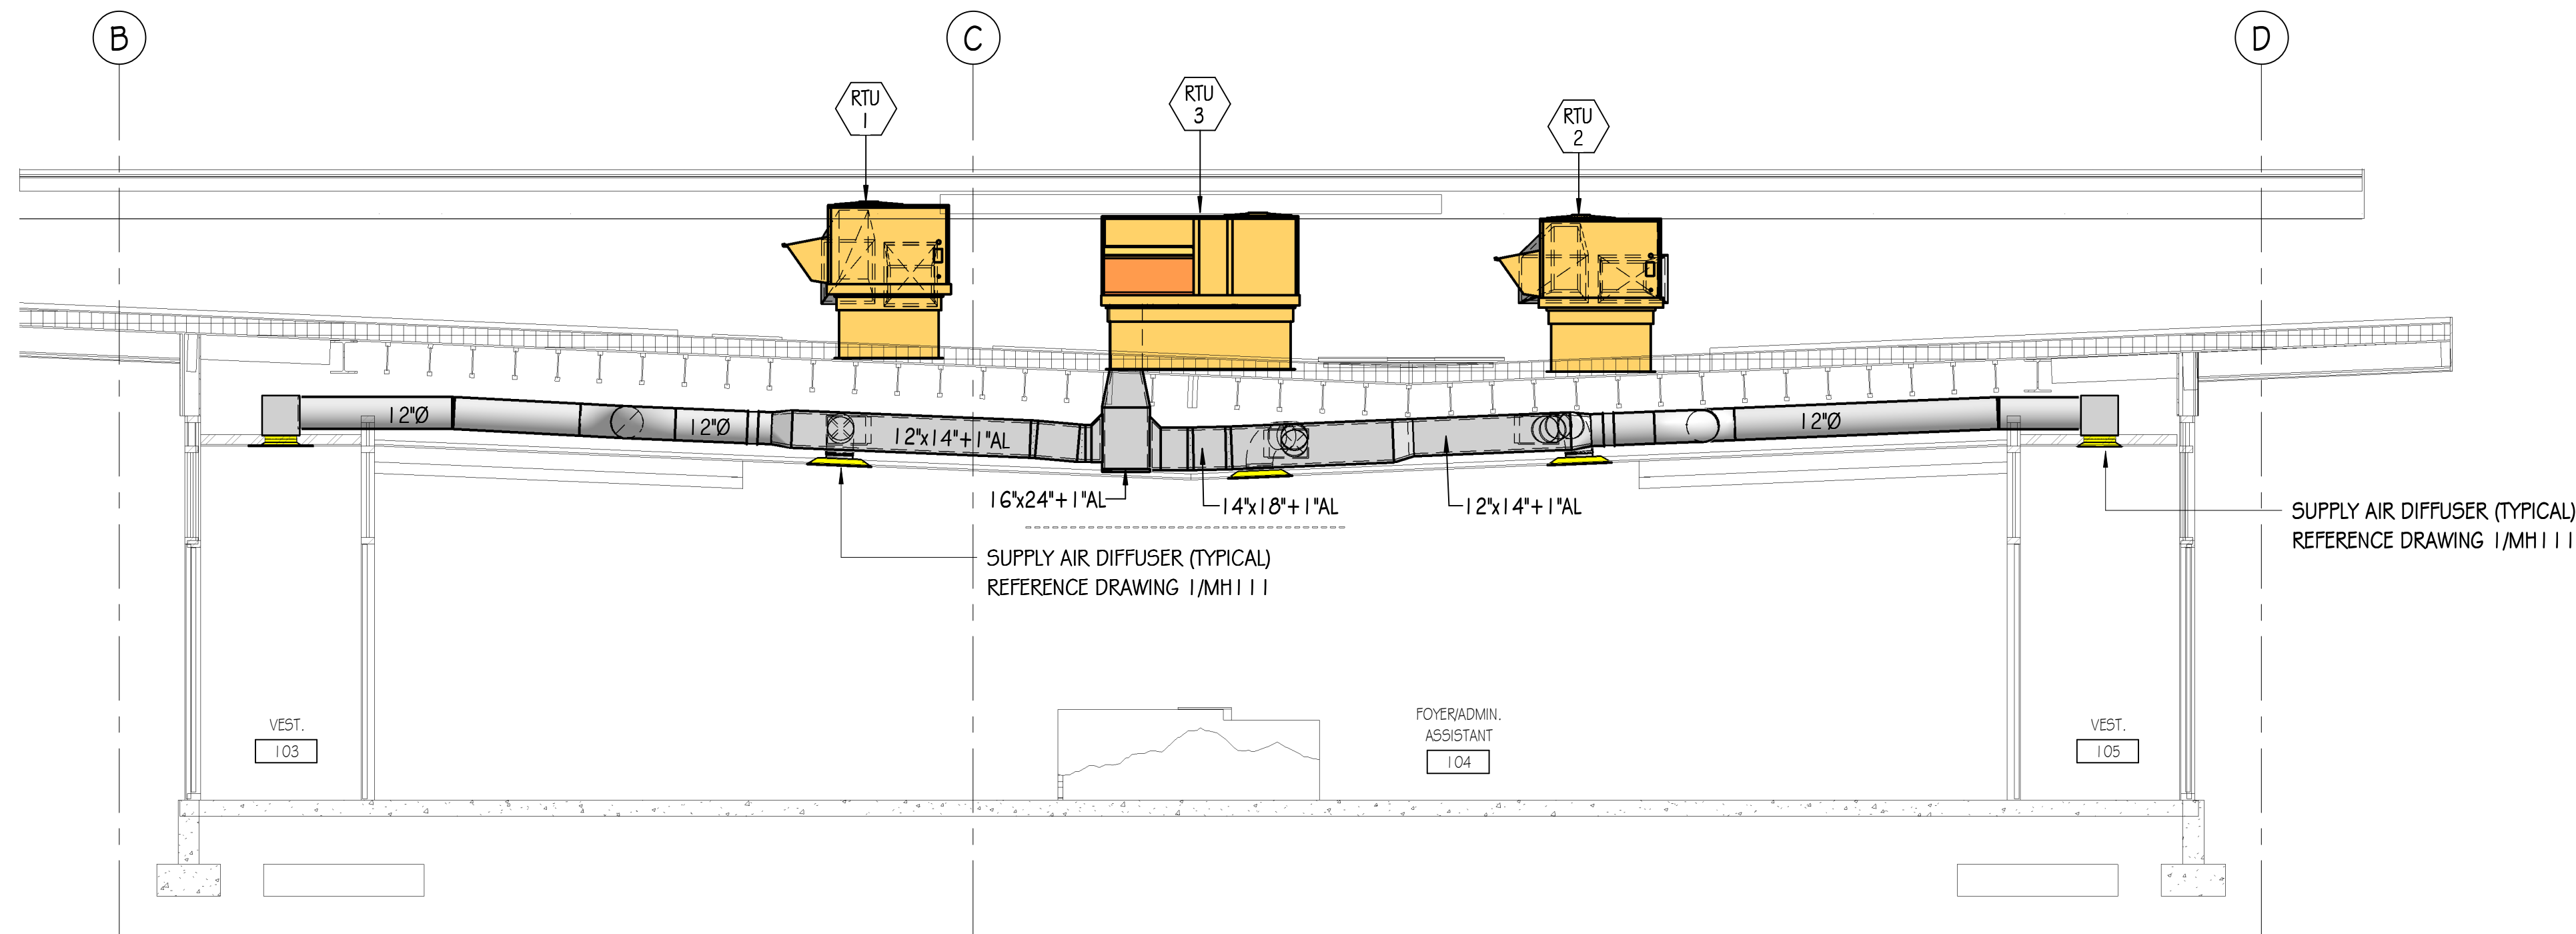 B
C
D
RTU
1
RTU
3
RTU
2
12"Ø
12"Ø
12"x14"+1"AL
12"Ø
16"x24"+1"AL
14"x18"+1"AL
12"x14"+1"AL
SUPPLY AIR DIFFUSER (TYPICAL)
REFERENCE DRAWING 1/MH111
SUPPLY AIR DIFFUSER (TYPICAL)
REFERENCE DRAWING 1/MH111
VEST.
103
FOYER/ADMIN.
ASSISTANT
104
VEST.
105